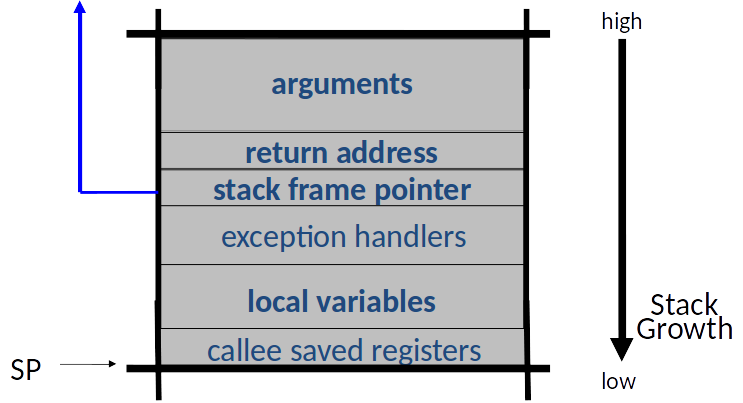 high
arguments
return address
stack frame pointer
exception handlers
local variables
callee saved registers
SP
Stack
Growth
low